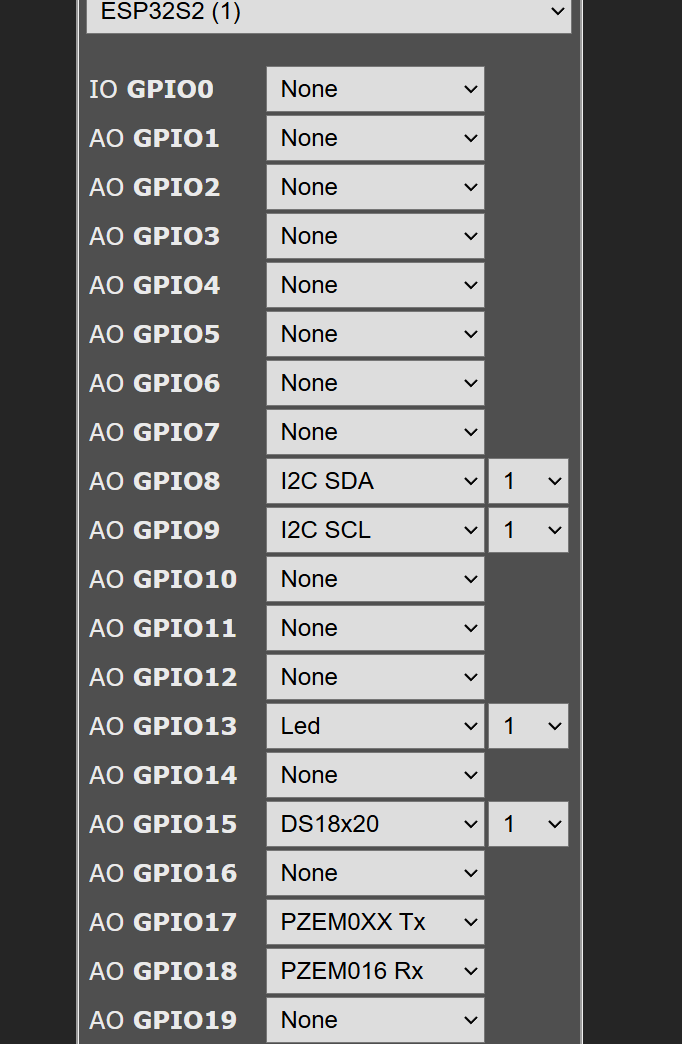 ESP32S2 (1)
IO GPIO0 None
AO GPIO1 None
AO GPIO2 None
AO GPIO3 None
AO GPIO4 None
AO GPIO5 None
AO GPIO6 None
AO GPIO7 None
AO GPIO8 I2C SDA 1
AO GPIO9 I2C SCL 1
AO GPIO10 None
AO GPIO11 None
AO GPIO12 None
AO GPIO13 Led 1
AO GPIO14 None
AO GPIO15 DS18x20 1
AO GPIO16 None
AO GPIO17 PZEM0XX Tx
AO GPIO18 PZEM016 Rx
AO GPIO19 None